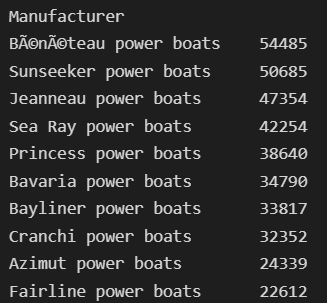 Manufacturer
BÃ©nÃ©teau power boats    54485
Sunseeker power boats     50685
Jeanneau power boats      47354
Sea Ray power boats       42254
Princess power boats      38640
Bavaria power boats       34790
Bayliner power boats      33817
Cranchi power boats       32352
Azimut power boats        24339
Fairline power boats      22612